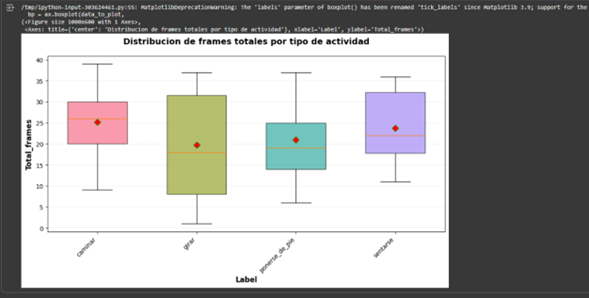 /tmp/ipython-input-303624461.py:55: MatplotlibDeprecationWarning: The 'labels' parameter of boxplot() has been renamed 'tick_labels' since Matplotlib 3.9; support for the
bp = ax.boxplot(data_to_plot,
(<Figure size 1000x600 with 1 Axes>,
<Axes: title={'center': 'Distribucion de frames totales por tipo de actividad'}, xlabel='Label', ylabel='Total_frames'>)
Distribucion de frames totales por tipo de actividad
40
35
30
25
20
15
10
5
0
Total_frames
caminar
girar
ponerse_de_pie
sentarse
Label